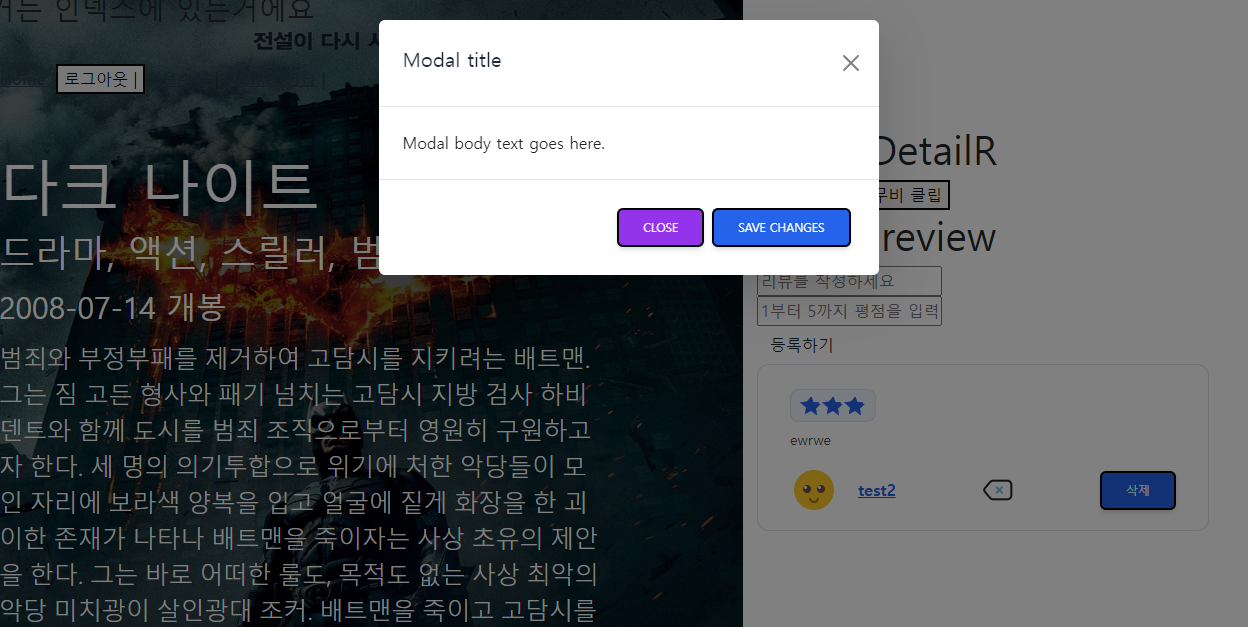 거는 인덱스에 있는거에요
전설이 다시 시
Home
로그아웃 |
|
|
Modal title
Modal body text goes here.
CLOSE
SAVE CHANGES
다크 나이트
드라마, 액션, 스릴러, 범
2008-07-14 개봉
범죄와 부정부패를 제거하여 고담시를 지키려는 배트맨.
그는 짐 고든 형사와 패기 넘치는 고담시 지방 검사 하비
덴트와 함께 도시를 범죄 조직으로부터 영원히 구원하고
자 한다. 세 명의 의기투합으로 위기에 처한 악당들이 모
인 자리에 보라색 양복을 입고 얼굴에 짙게 화장을 한 괴
이한 존재가 나타나 배트맨을 죽이자는 사상 초유의 제안
을 한다. 그는 바로 어떠한 룰도, 목적도 없는 사상 최악의
악당 미치광이 살인광대 조커. 배트맨을 죽이고 고담시를
DetailR
무비 클립
review
리뷰를 작성하세요
1부터 5까지 평점을 입력
등록하기
ewrwe
test2
삭제